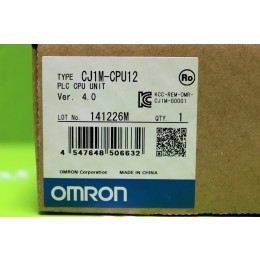 TYPE CJ1M-CPU12
PLC CPU UNIT
Ver. 4.0
Ro
KCC-REM-OMR-
CJ1M-00001
LOT No. 141226M QTY. 1
4 547648 506632
OMRON Corporation MADE IN CHINA
OMRON